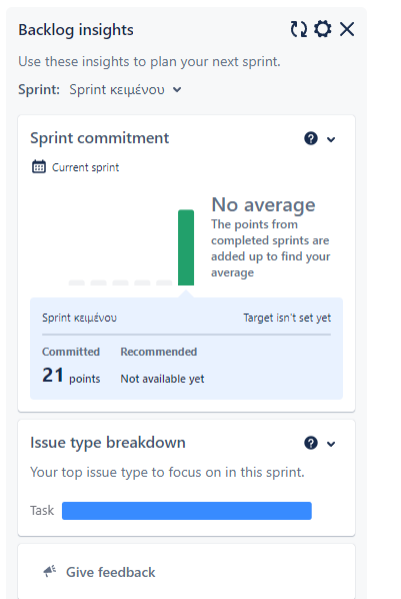 Backlog insights
Use these insights to plan your next sprint.
Sprint: Sprint κειμένου
Sprint commitment
Current sprint
No average
The points from
completed sprints are
added up to find your
average
Sprint κειμένου Target isn't set yet
Committed Recommended
21 points Not available yet
Issue type breakdown
Your top issue type to focus on in this sprint.
Task
Give feedback